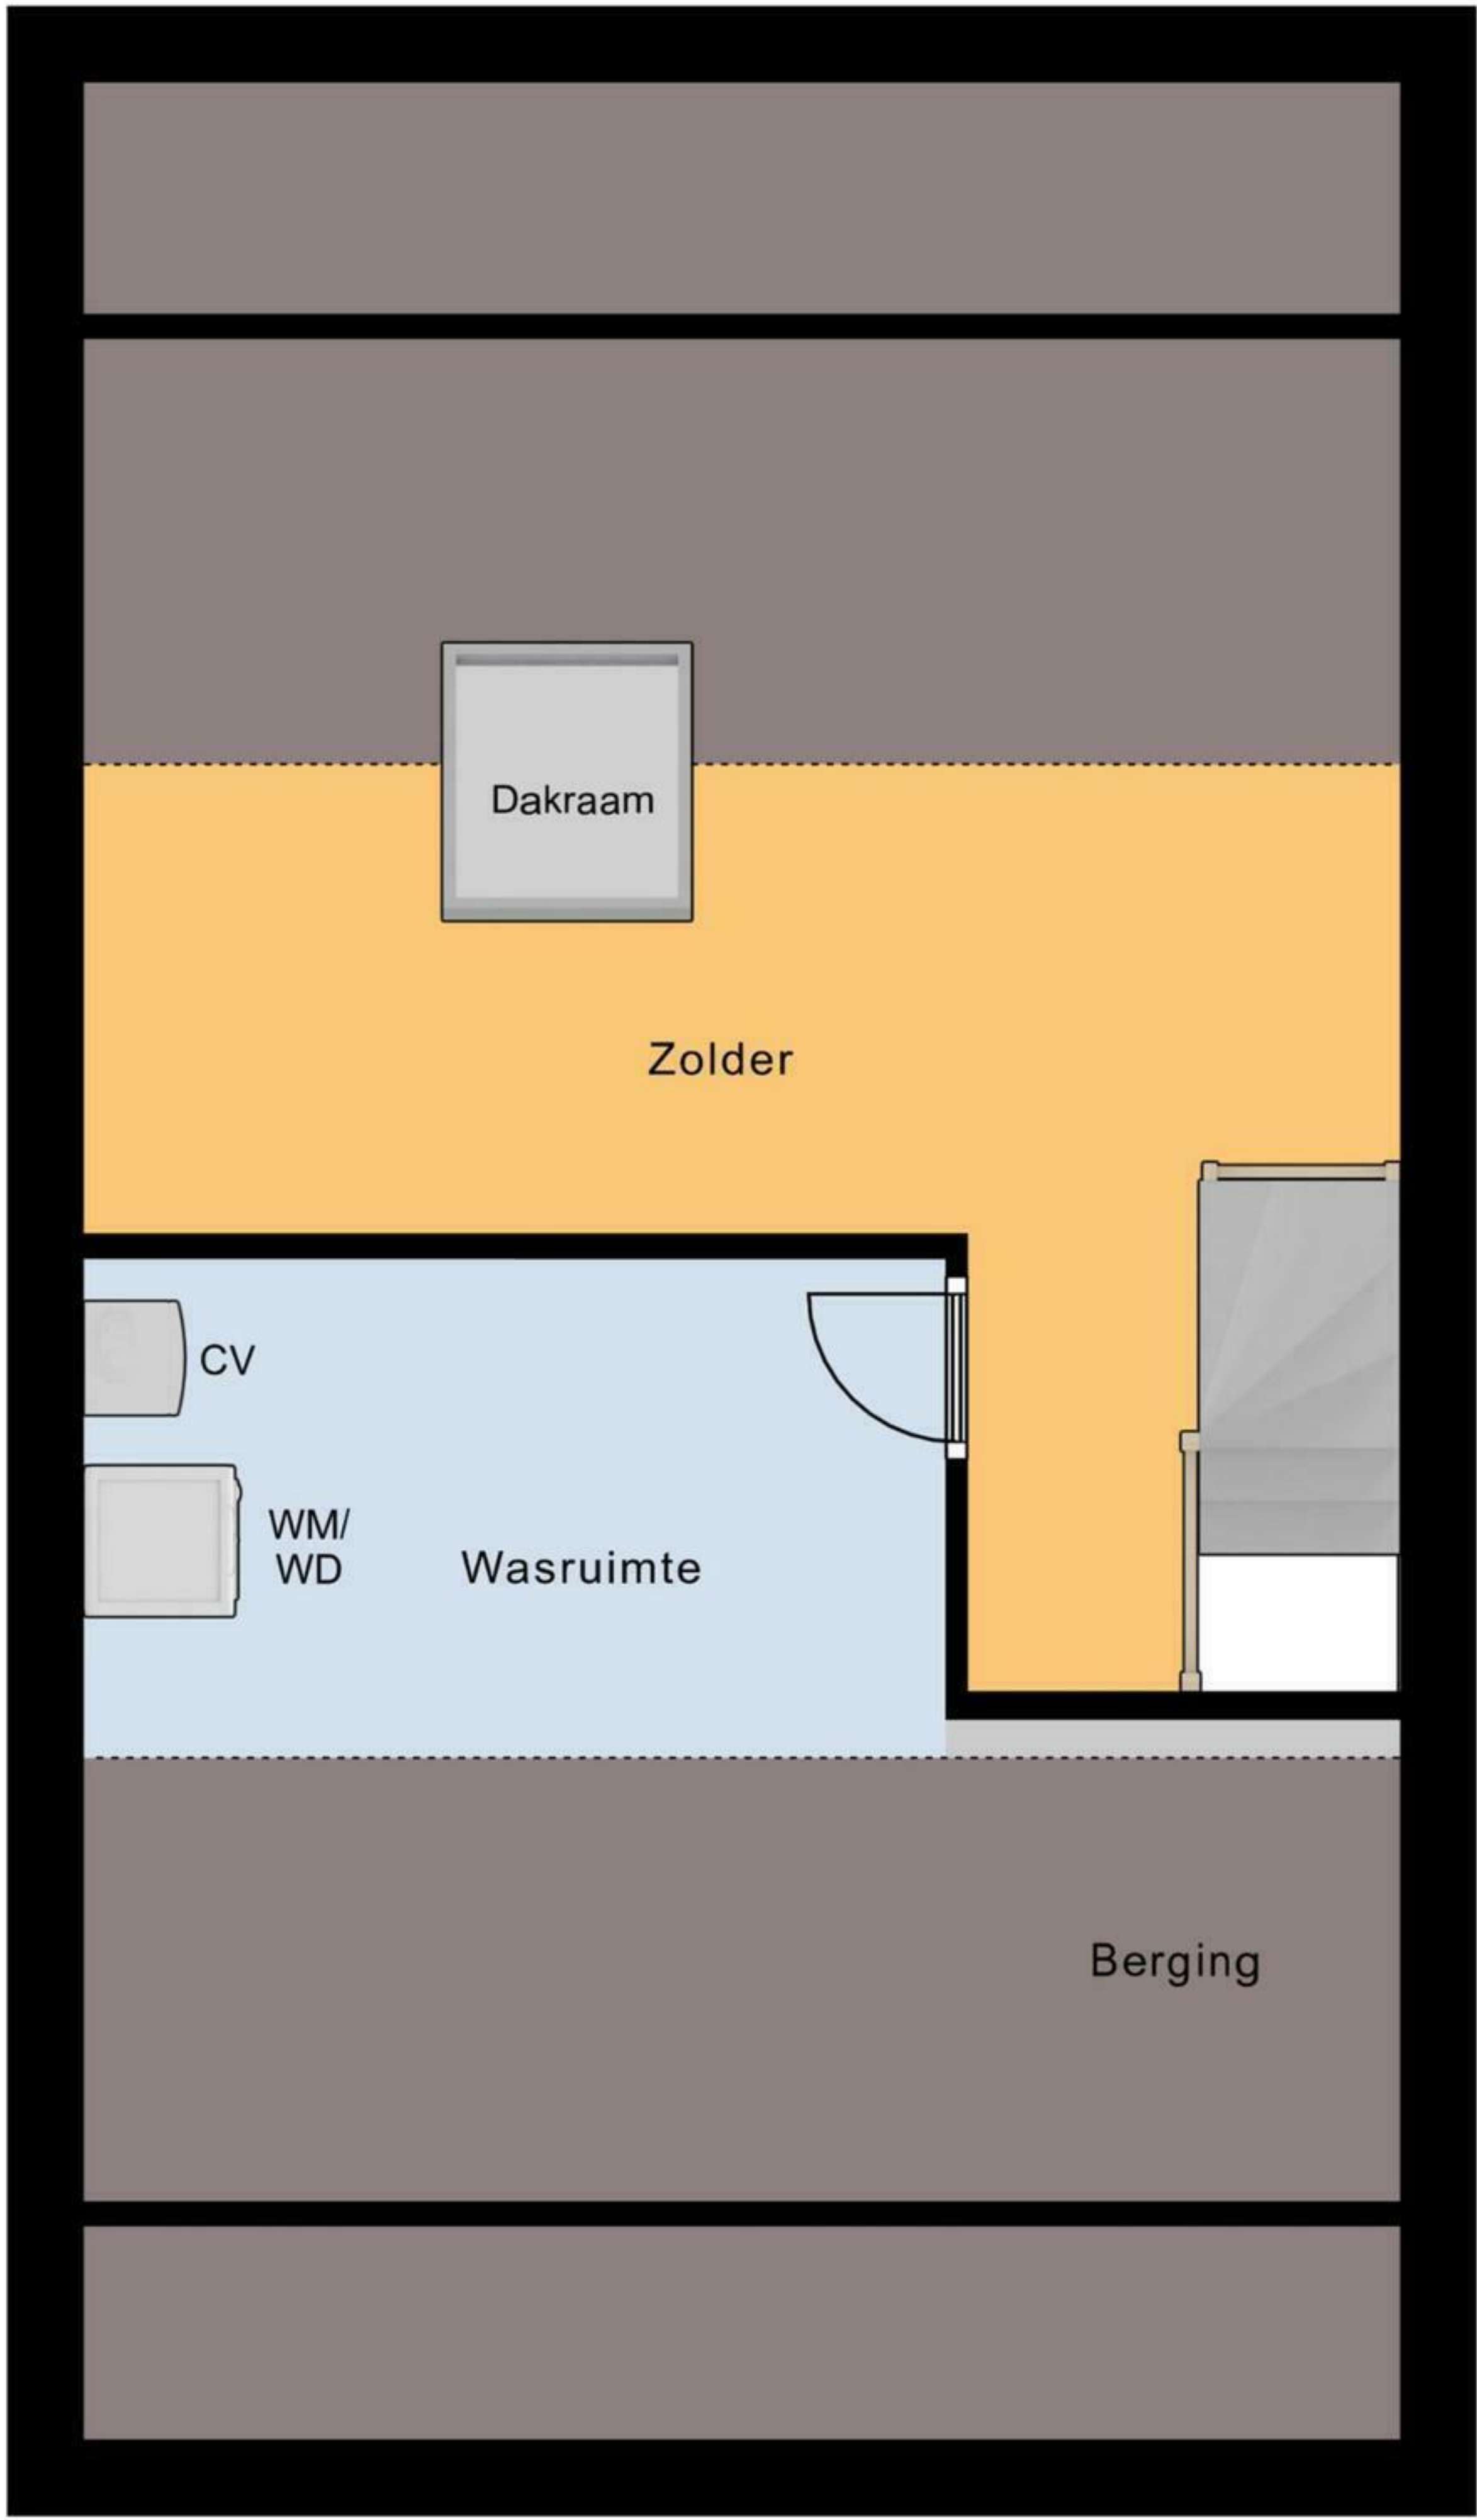 Dakraam
Zolder
CV
WM/
WD
Wasruimte
Berging